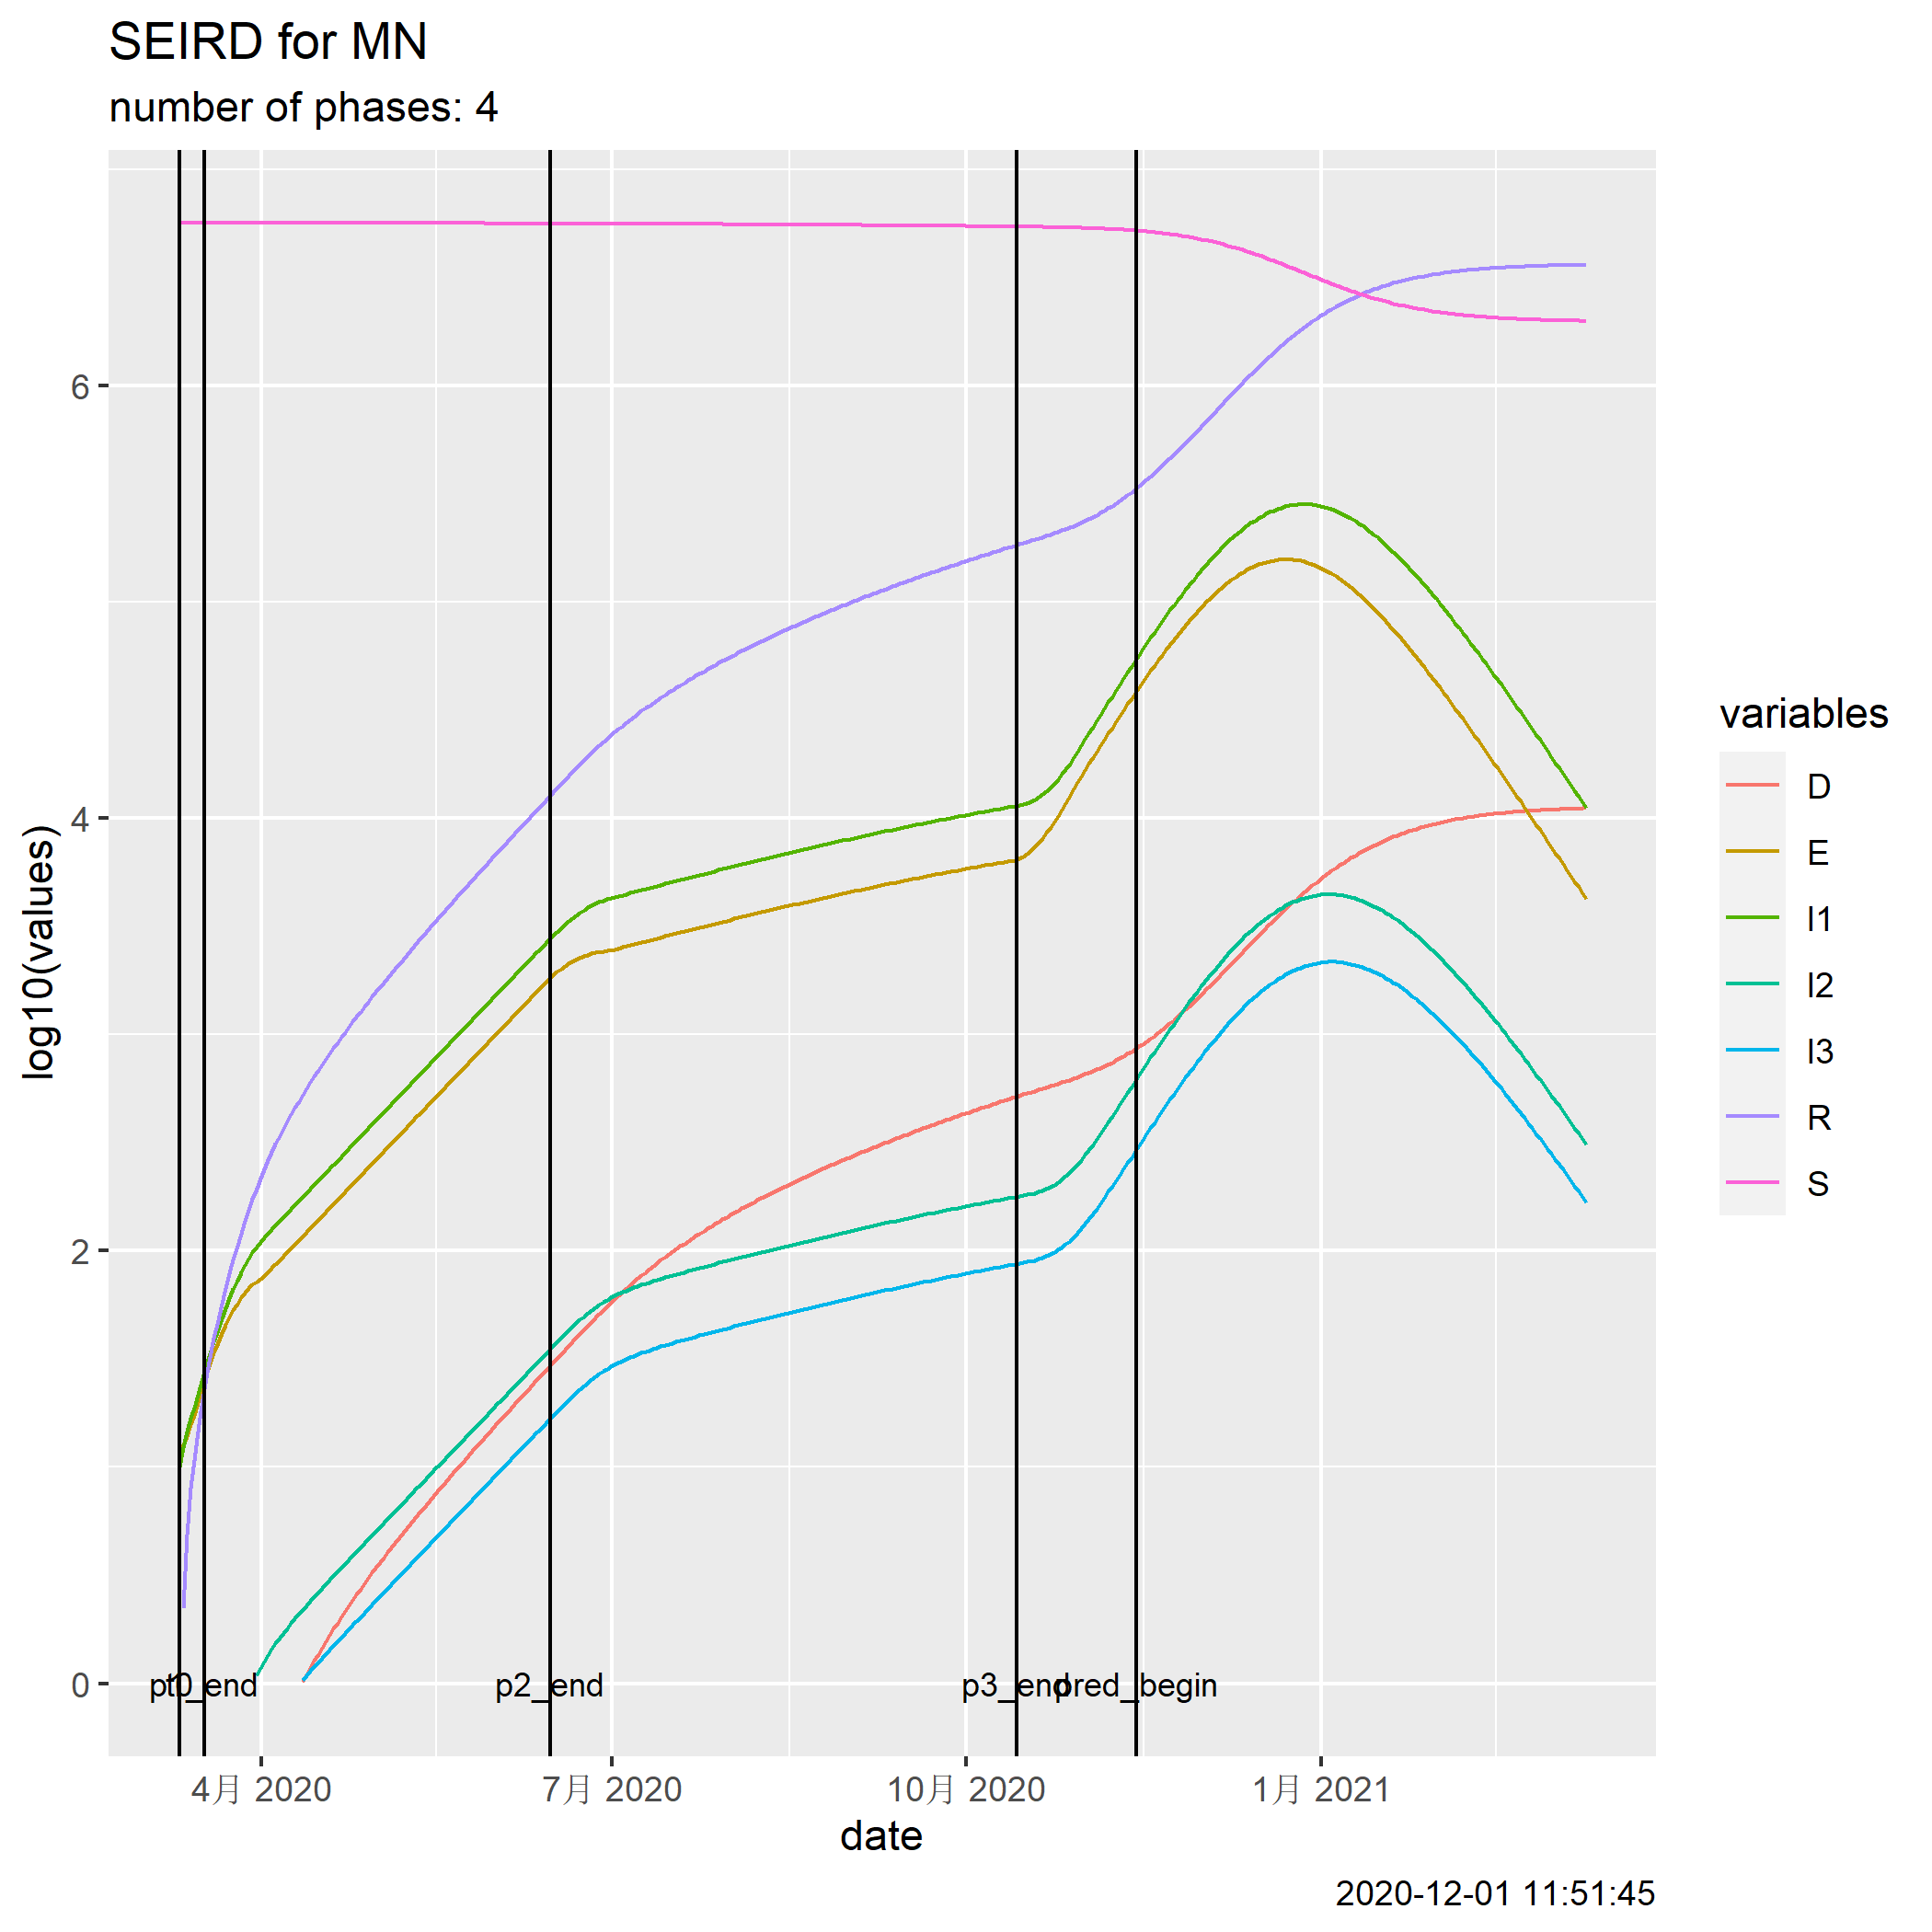 SEIRD for MN
number of phases: 4
log10(values)
6
4
2
0
p2_end
p3_end
pred_begin
4月 2020
7月 2020
10月 2020
1月 2021
date
variables
D
E
I1
I2
I3
R
S
2020-12-01 11:51:45